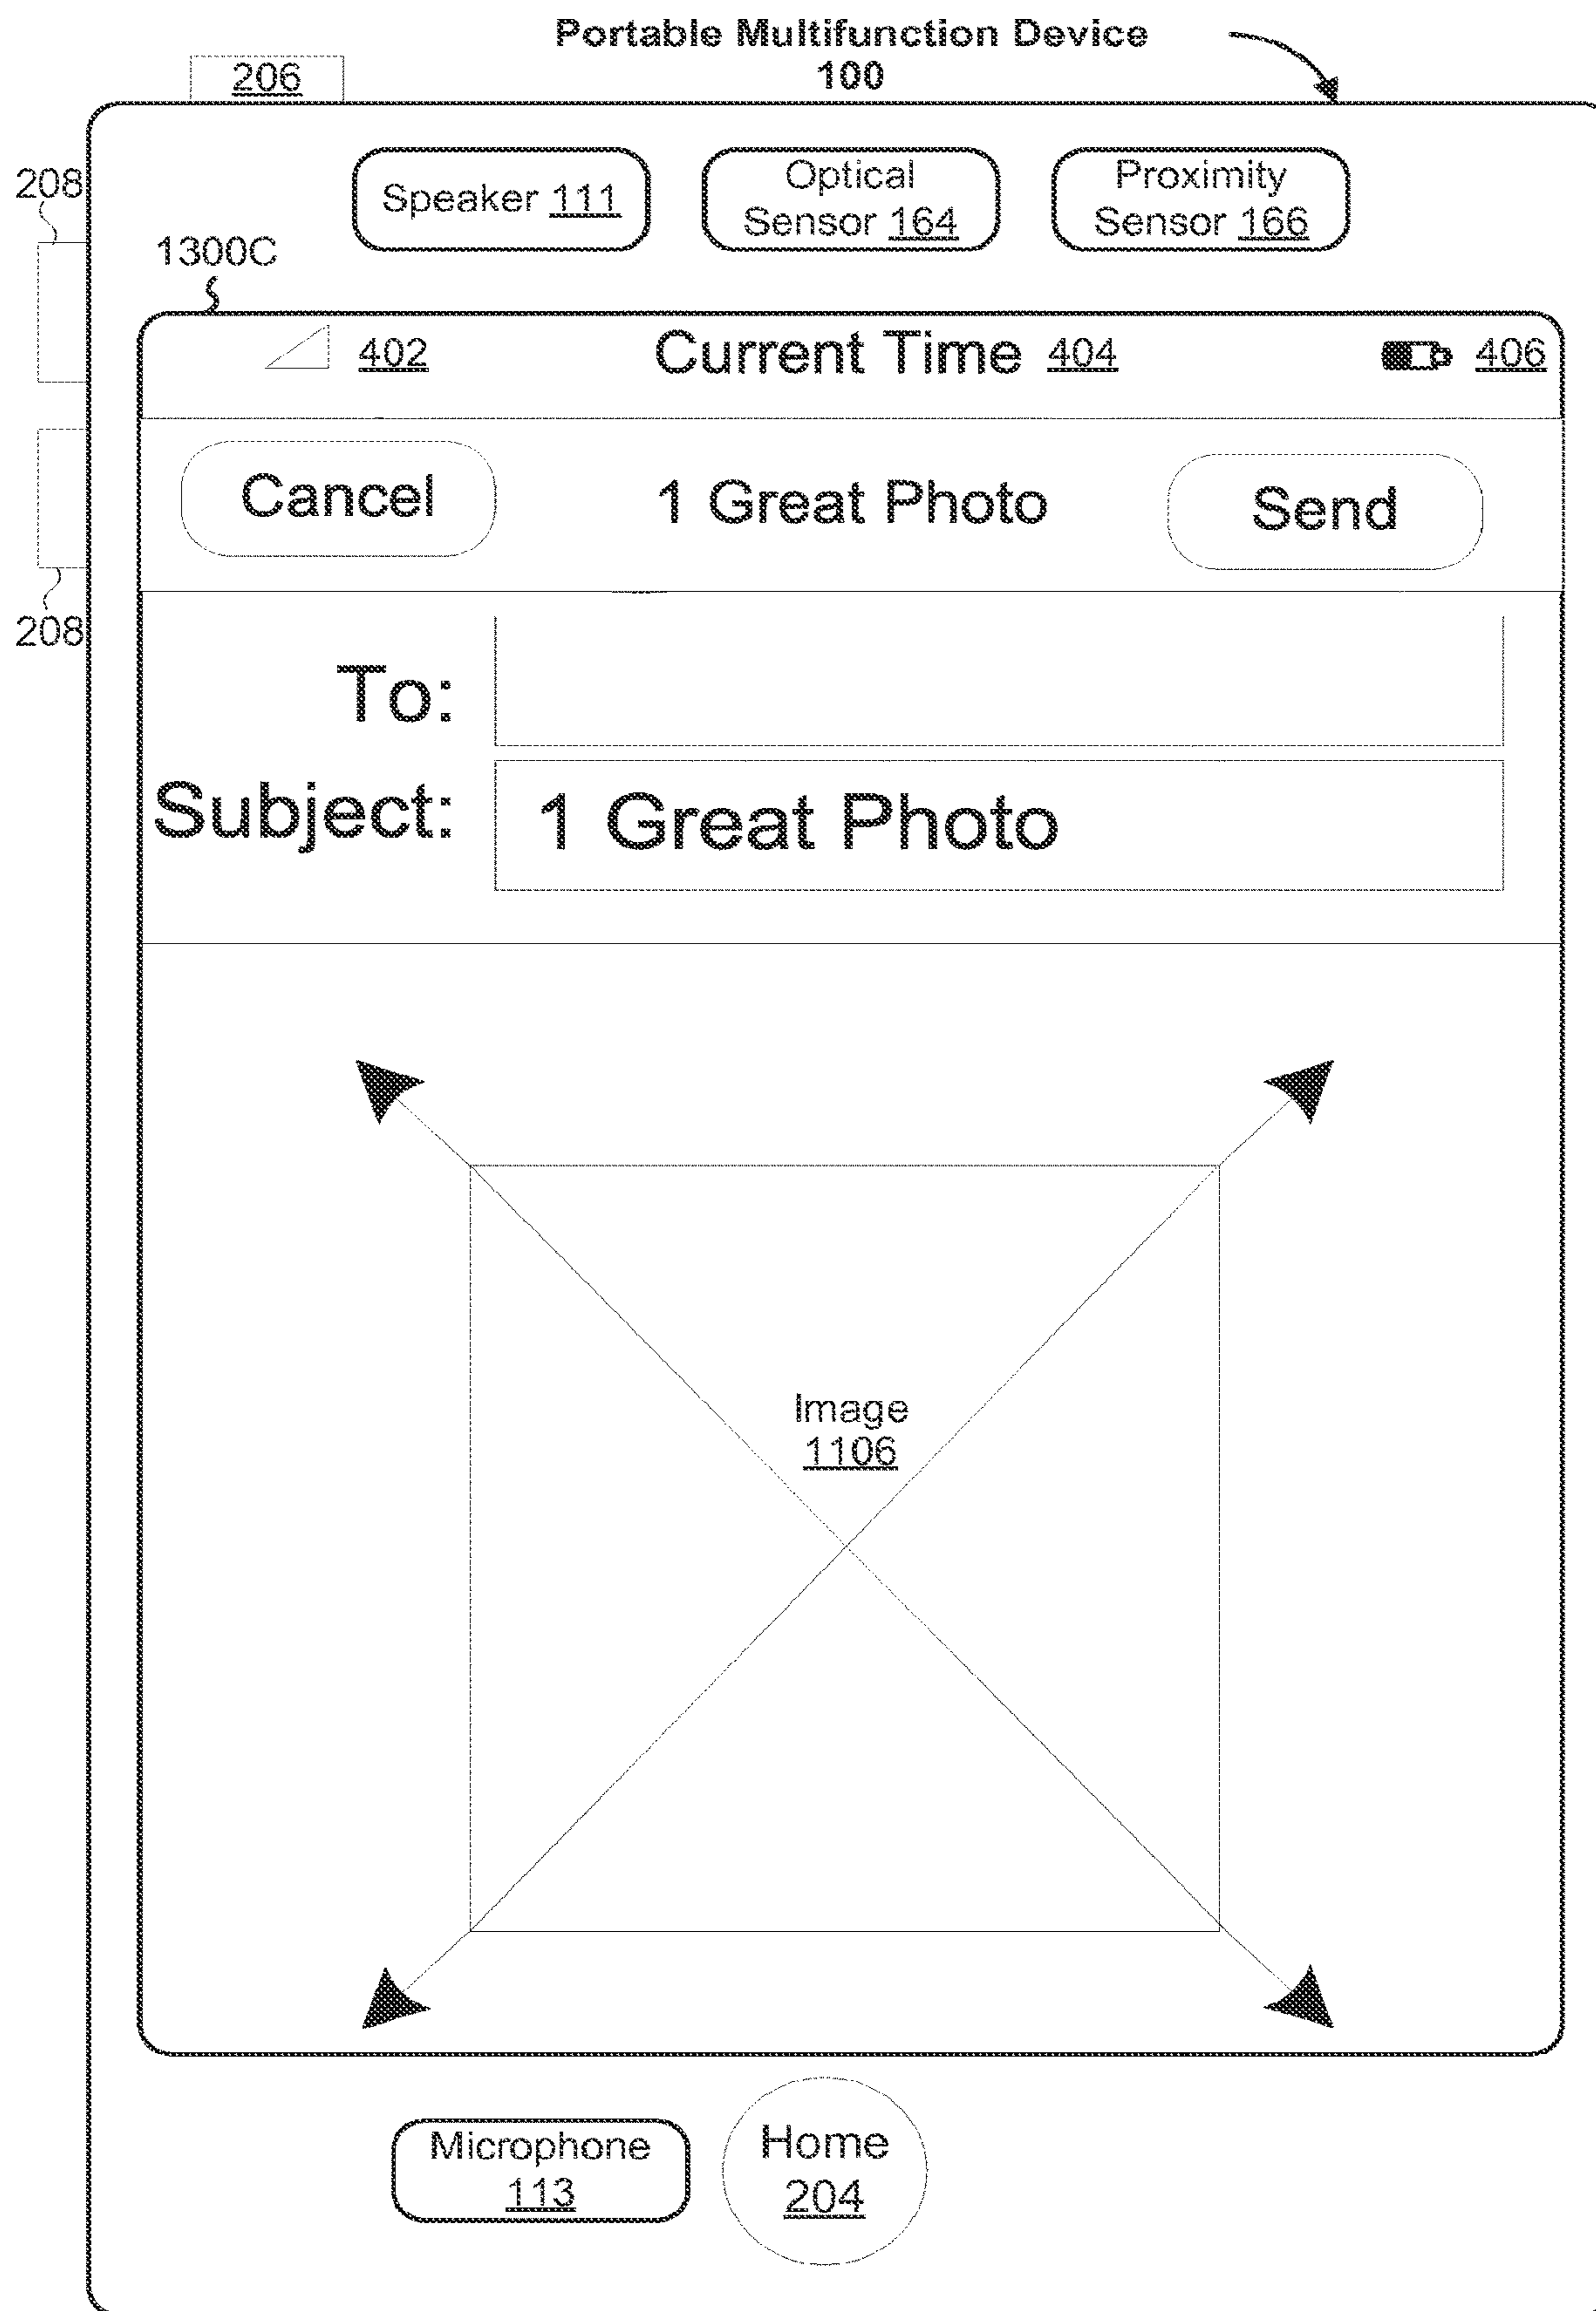 Portable Multifunction Device
100
206
208
Speaker 111
Optical
Sensor 164
Proximity
Sensor 166
1300C
402
Current Time 404
406
Cancel
1 Great Photo
Send
208
To:
Subject:
1 Great Photo
Image
1106
Microphone
113
Home
204